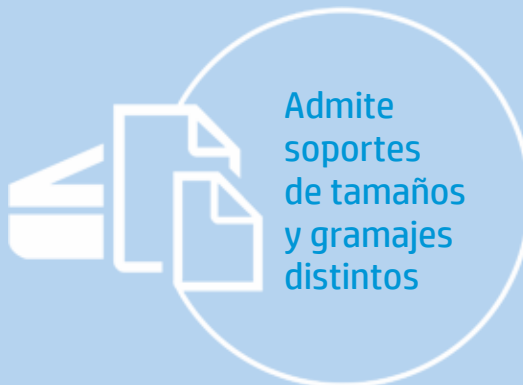 Admite
soportes
de tamaños
y gramajes
distintos